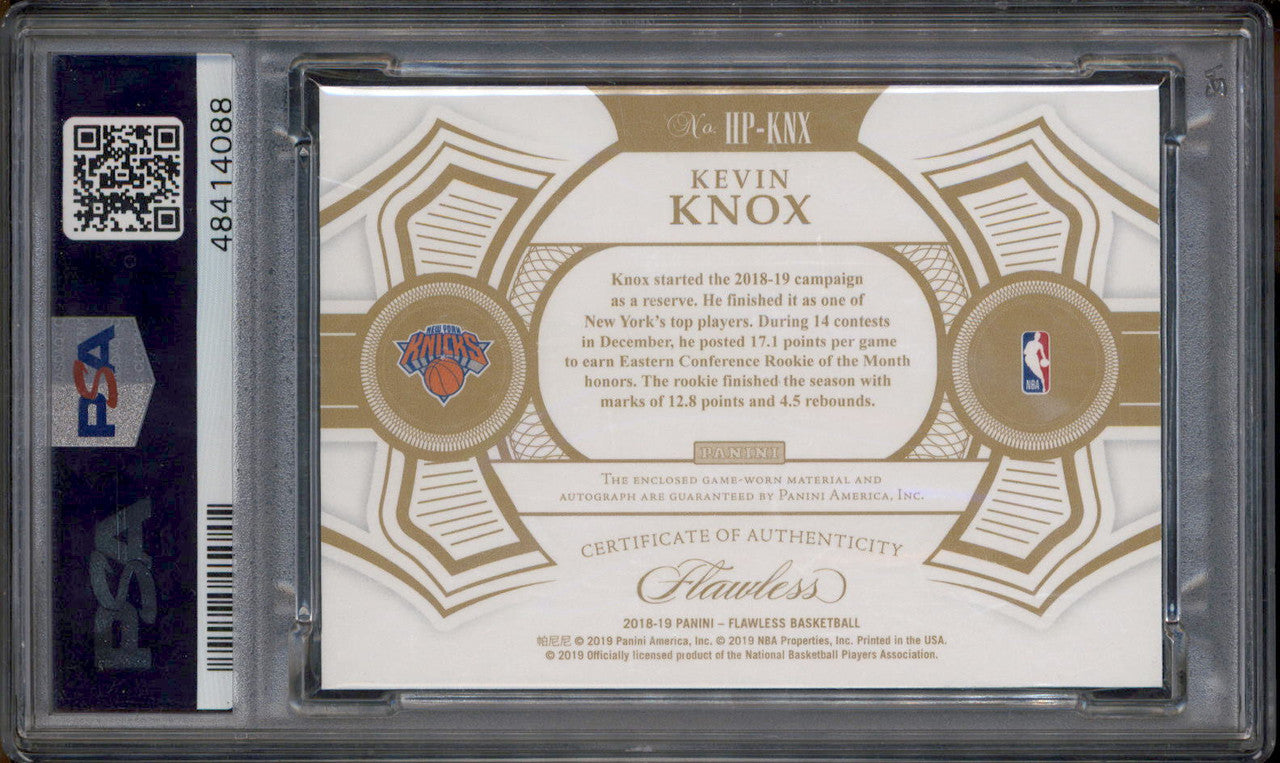 48414088
PSA
PSA
No. HP-KNX
KEVIN
KNOX
Knox started the 2018-19 campaign
as a reserve. He finished it as one of
New York's top players. During 14 contests
in December, he posted 17.1 points per game
to earn Eastern Conference Rookie of the Month
honors. The rookie finished the season with
marks of 12.8 points and 4.5 rebounds.
NEW YORK
KNICKS
NBA
PANINI
THE ENCLOSED GAME-WORN MATERIAL AND
AUTOGRAPH ARE GUARANTEED BY PANINI AMERICA, INC.
CERTIFICATE OF AUTHENTICITY
Flawless
2018-19 PANINI – FLAWLESS BASKETBALL
帕尼尼 © 2019 Panini America, Inc. © 2019 NBA Properties, Inc. Printed in the USA.
© 2019 Officially licensed product of the National Basketball Players Association.